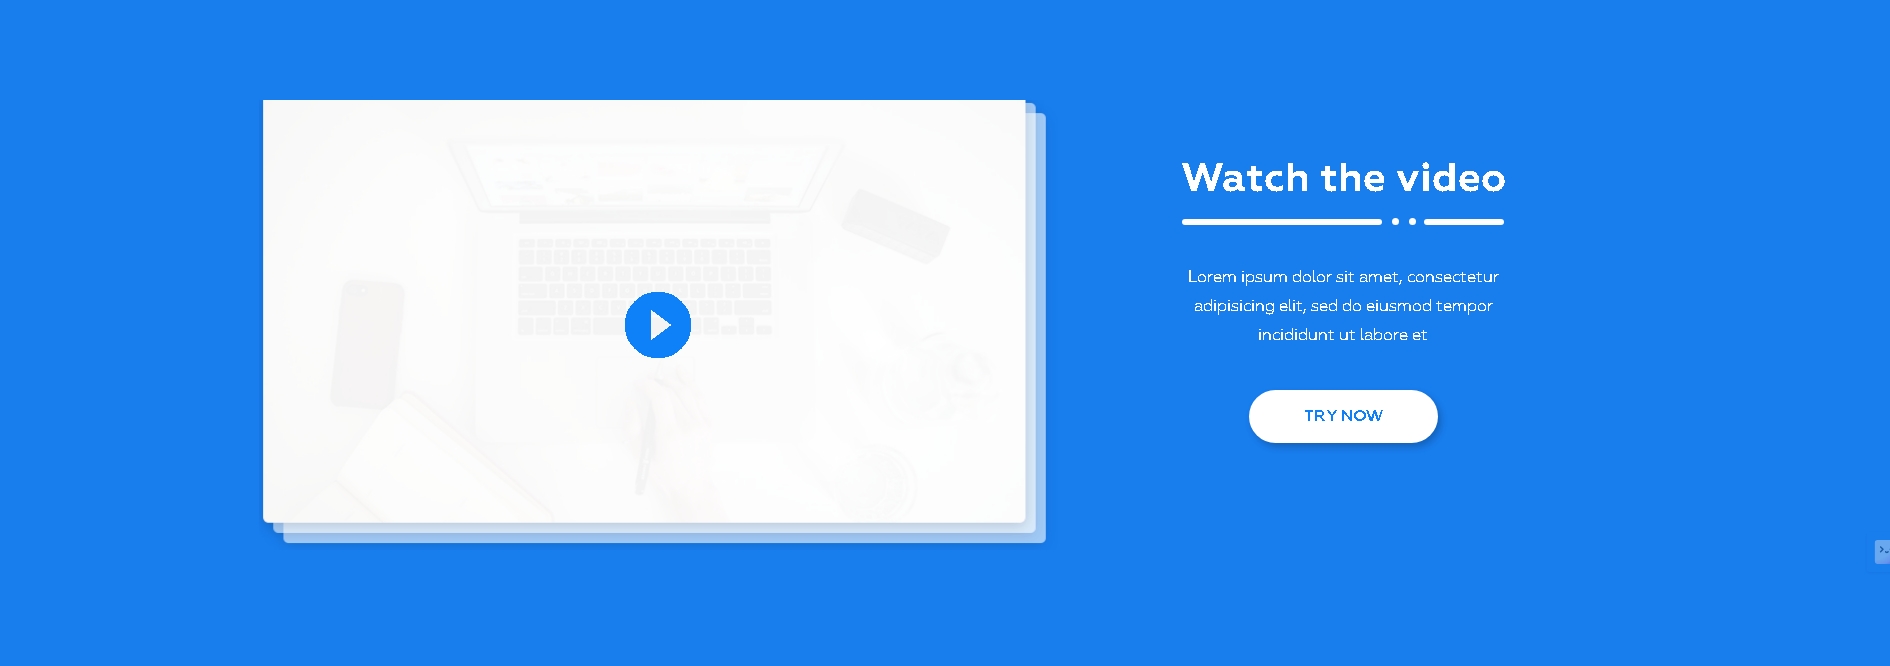 Watch the video
Lorem ipsum dolor sit amet, consectetur
adipisicing elit, sed do eiusmod tempor
incididunt ut labore et
TRY NOW